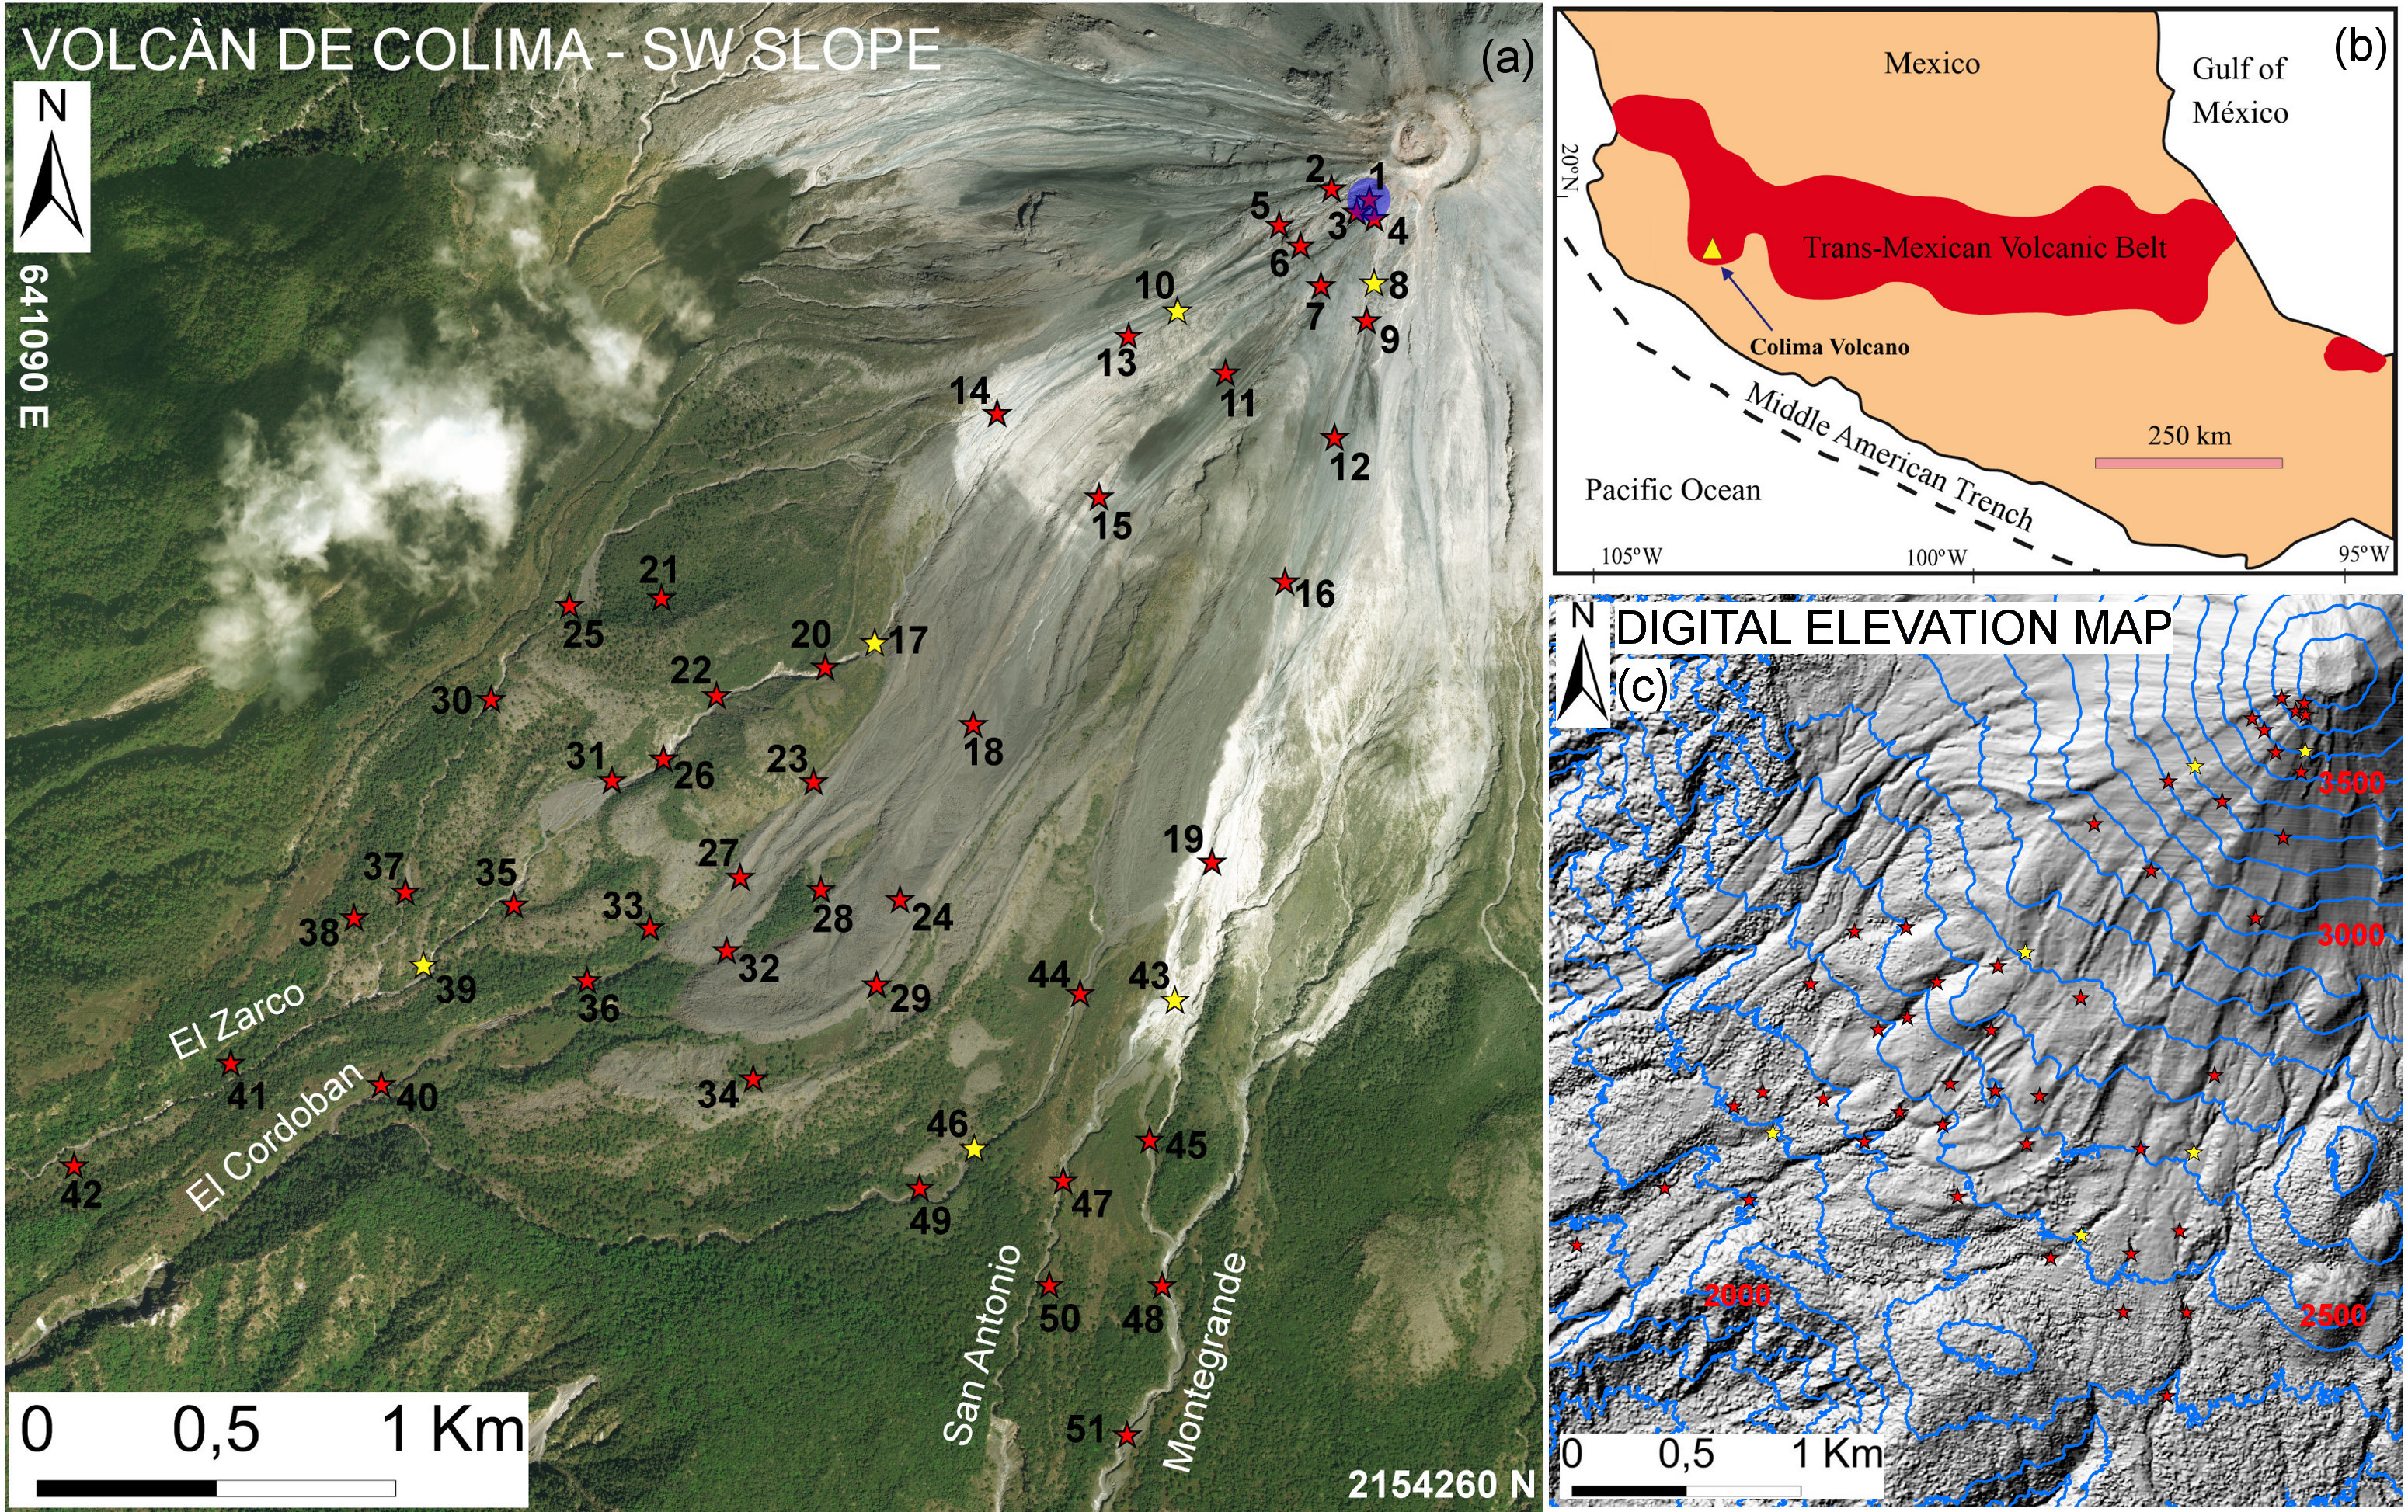 VOLCÀN DE COLIMA - SW SLOPE
(a)
N
641090 E
1
2
3
4
5
6
7
8
9
10
11
12
13
14
15
16
17
18
19
20
21
22
23
24
25
26
27
28
29
30
31
32
33
34
35
36
37
38
39
40
41
42
43
44
45
46
47
48
49
50
51
El Zarco
El Cordoban
San Antonio
Montegrande
0 0,5 1 Km
2154260 N
(b)
Mexico
Gulf of
México
20ºN
Trans-Mexican Volcanic Belt
Colima Volcano
Middle American Trench
250 km
Pacific Ocean
105ºW
100ºW
95ºW
N
DIGITAL ELEVATION MAP
(c)
3500
3000
2500
2000
0 0,5 1 Km